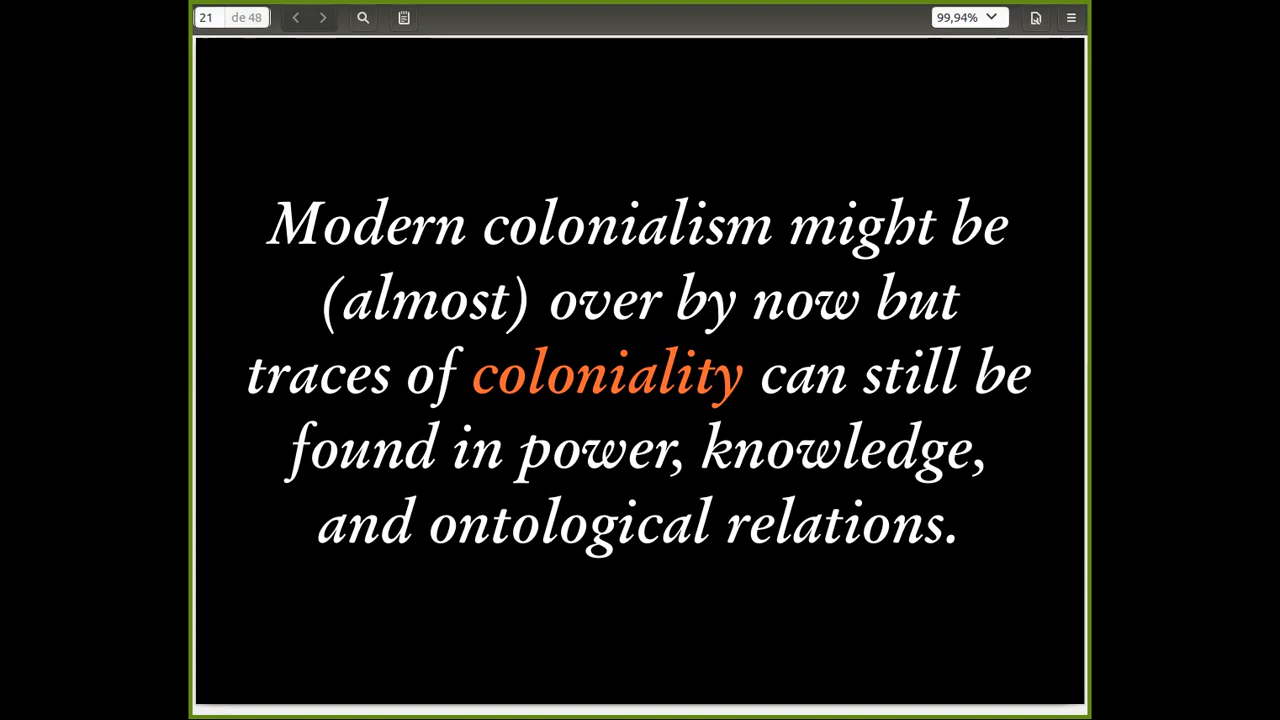 21 de 48 99,94%
Modern colonialism might be
(almost) over by now but
traces of coloniality can still be
found in power, knowledge,
and ontological relations.